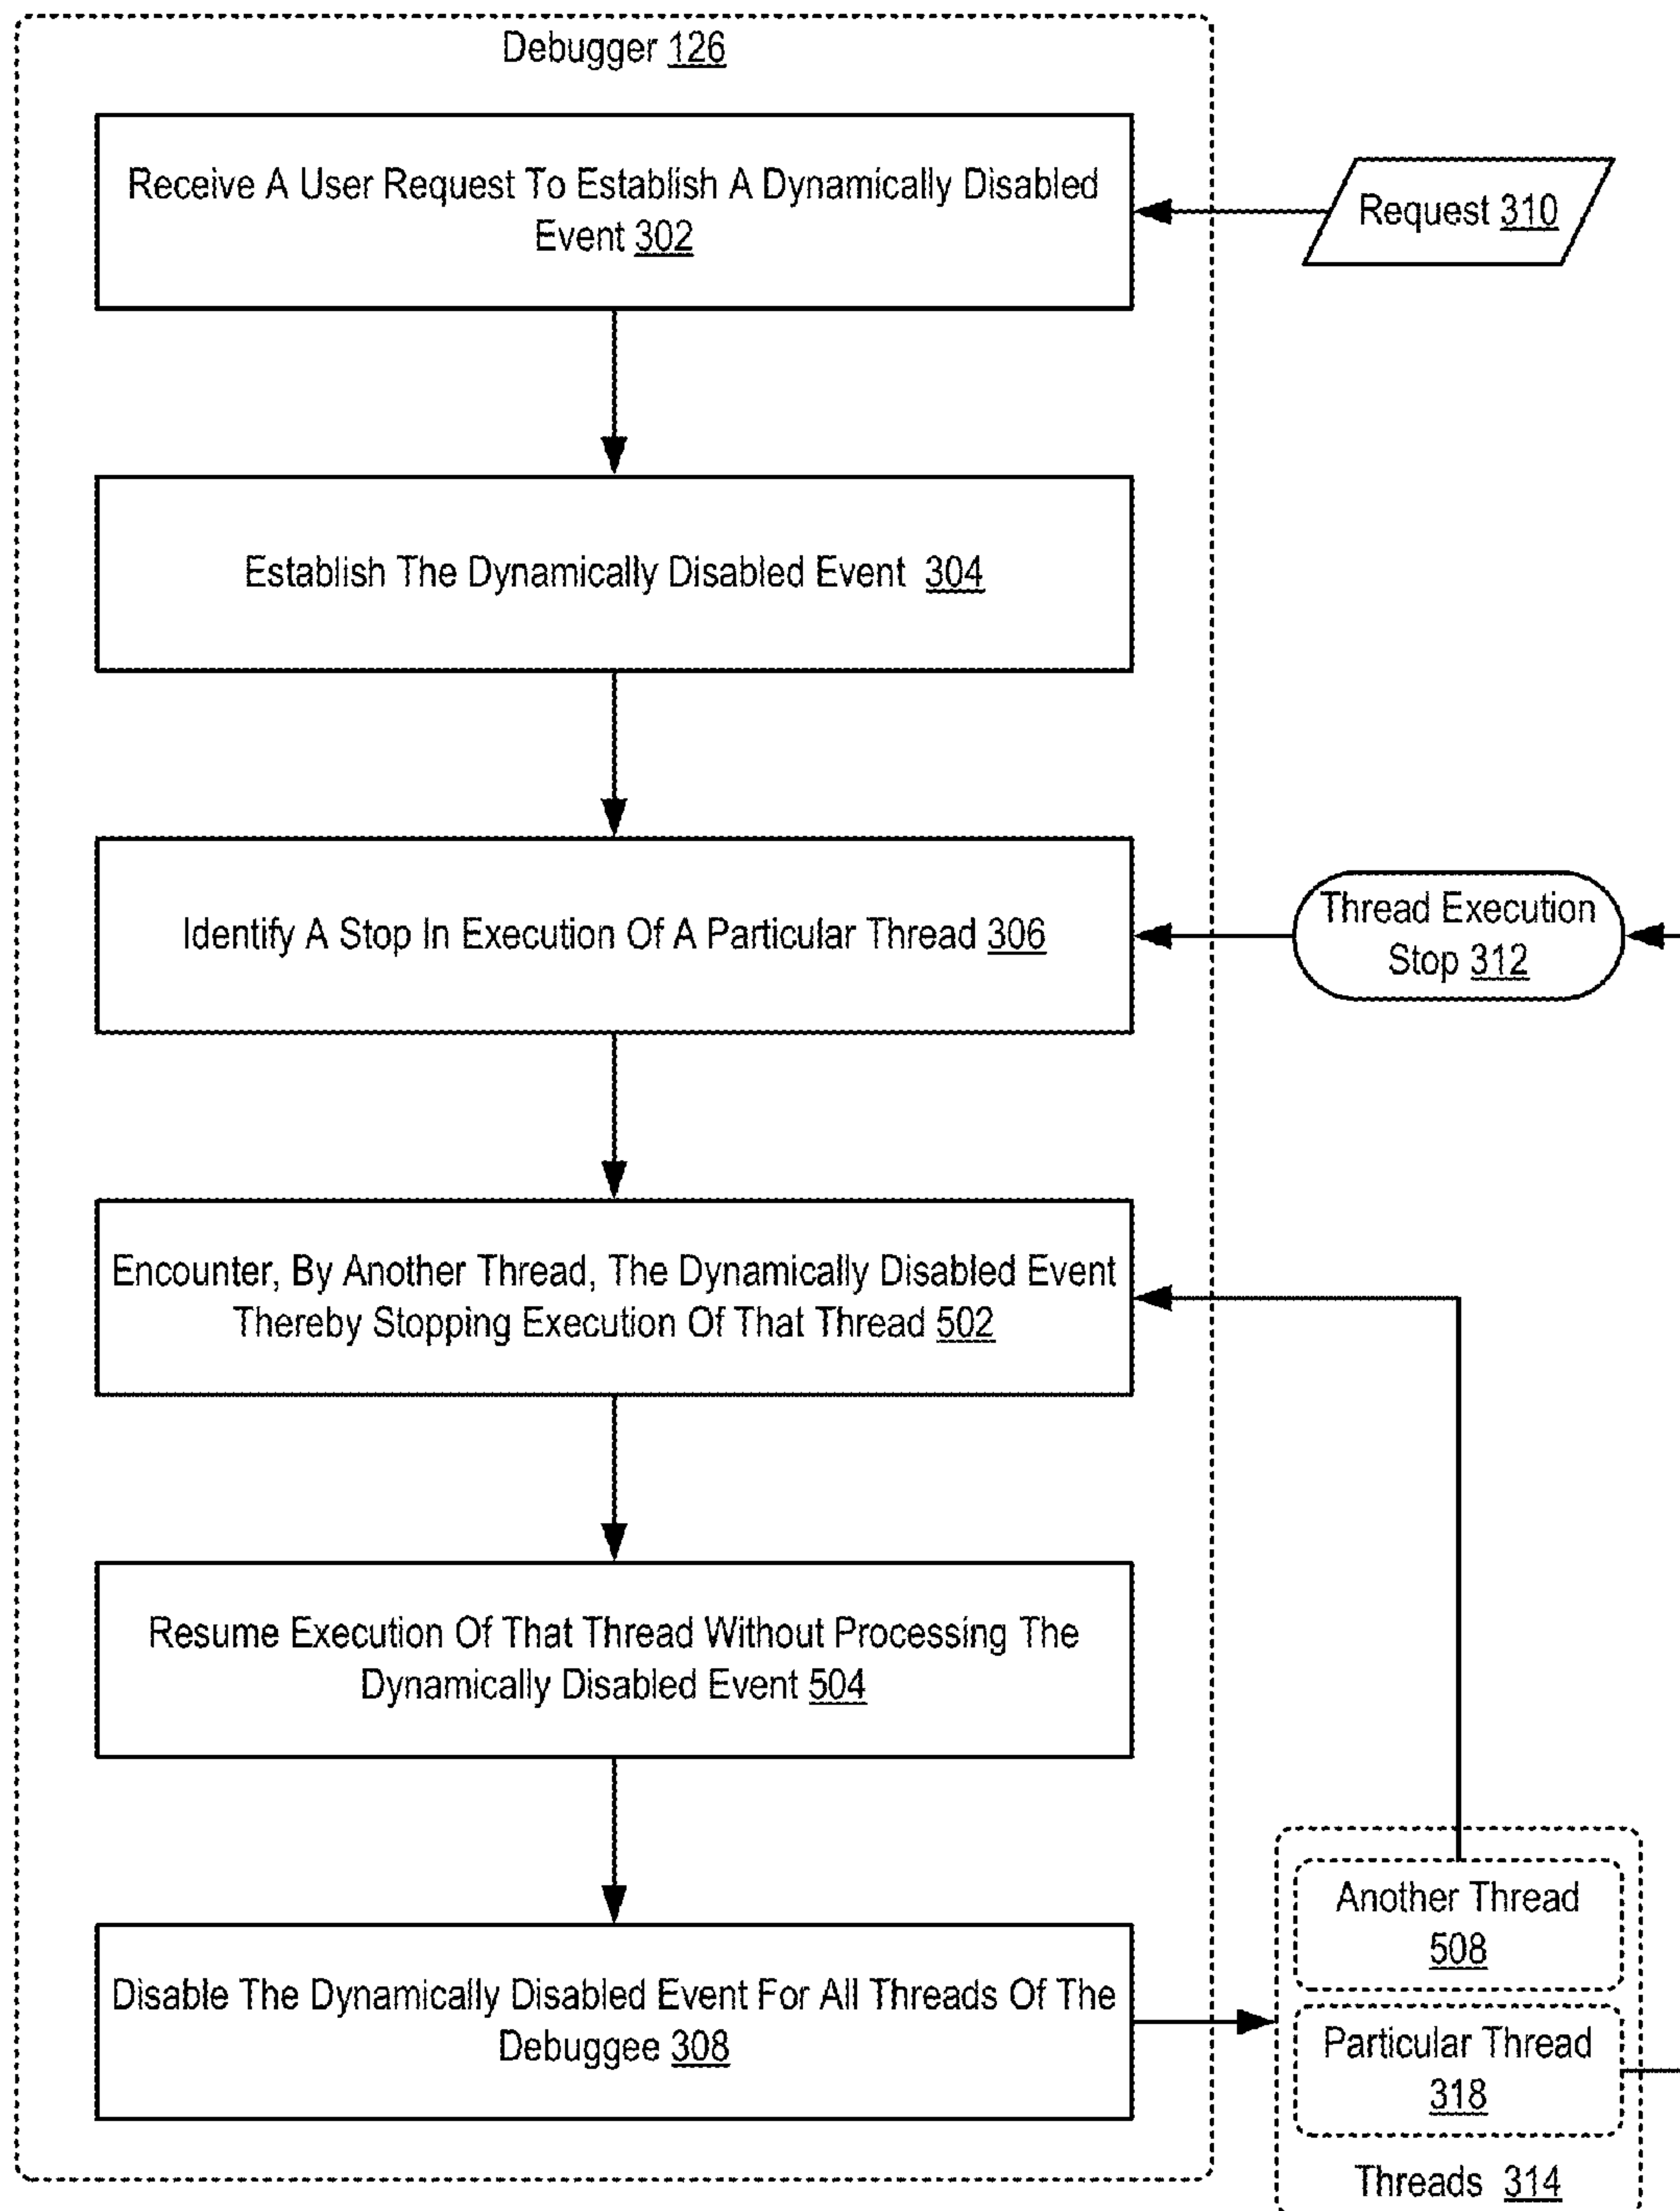 Debugger 126
Receive A User Request To Establish A Dynamically Disabled
Event 302
Request 310
Establish The Dynamically Disabled Event 304
Identify A Stop In Execution Of A Particular Thread 306
Thread Execution
Stop 312
Encounter, By Another Thread, The Dynamically Disabled Event
Thereby Stopping Execution Of That Thread 502
Resume Execution Of That Thread Without Processing The
Dynamically Disabled Event 504
Disable The Dynamically Disabled Event For All Threads Of The
Debuggee 308
Another Thread
508
Particular Thread
318
Threads 314